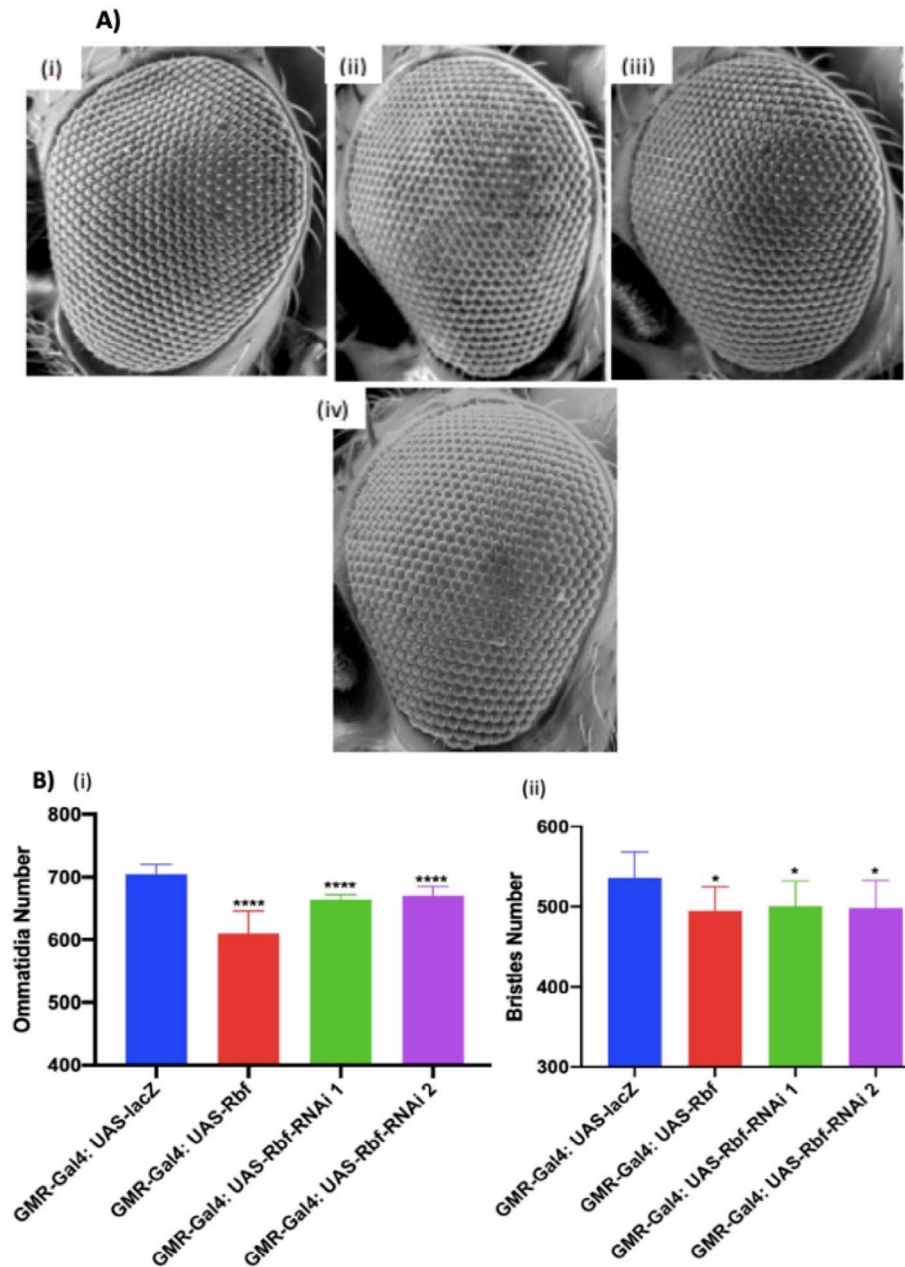 A)
(i)
(ii)
(iii)
(iv)
B) (i)
Ommatidia Number
800
700
600
500
400
****
****
****
GMR-Gal4: UAS-lacZ
GMR-Gal4: UAS-Rbf
GMR-Gal4: UAS-Rbf-RNAi 1
GMR-Gal4: UAS-Rbf-RNAi 2
(ii)
Bristles Number
600
500
400
300
*
*
*
GMR-Gal4: UAS-lacZ
GMR-Gal4: UAS-Rbf
GMR-Gal4: UAS-Rbf-RNAi 1
GMR-Gal4: UAS-Rbf-RNAi 2